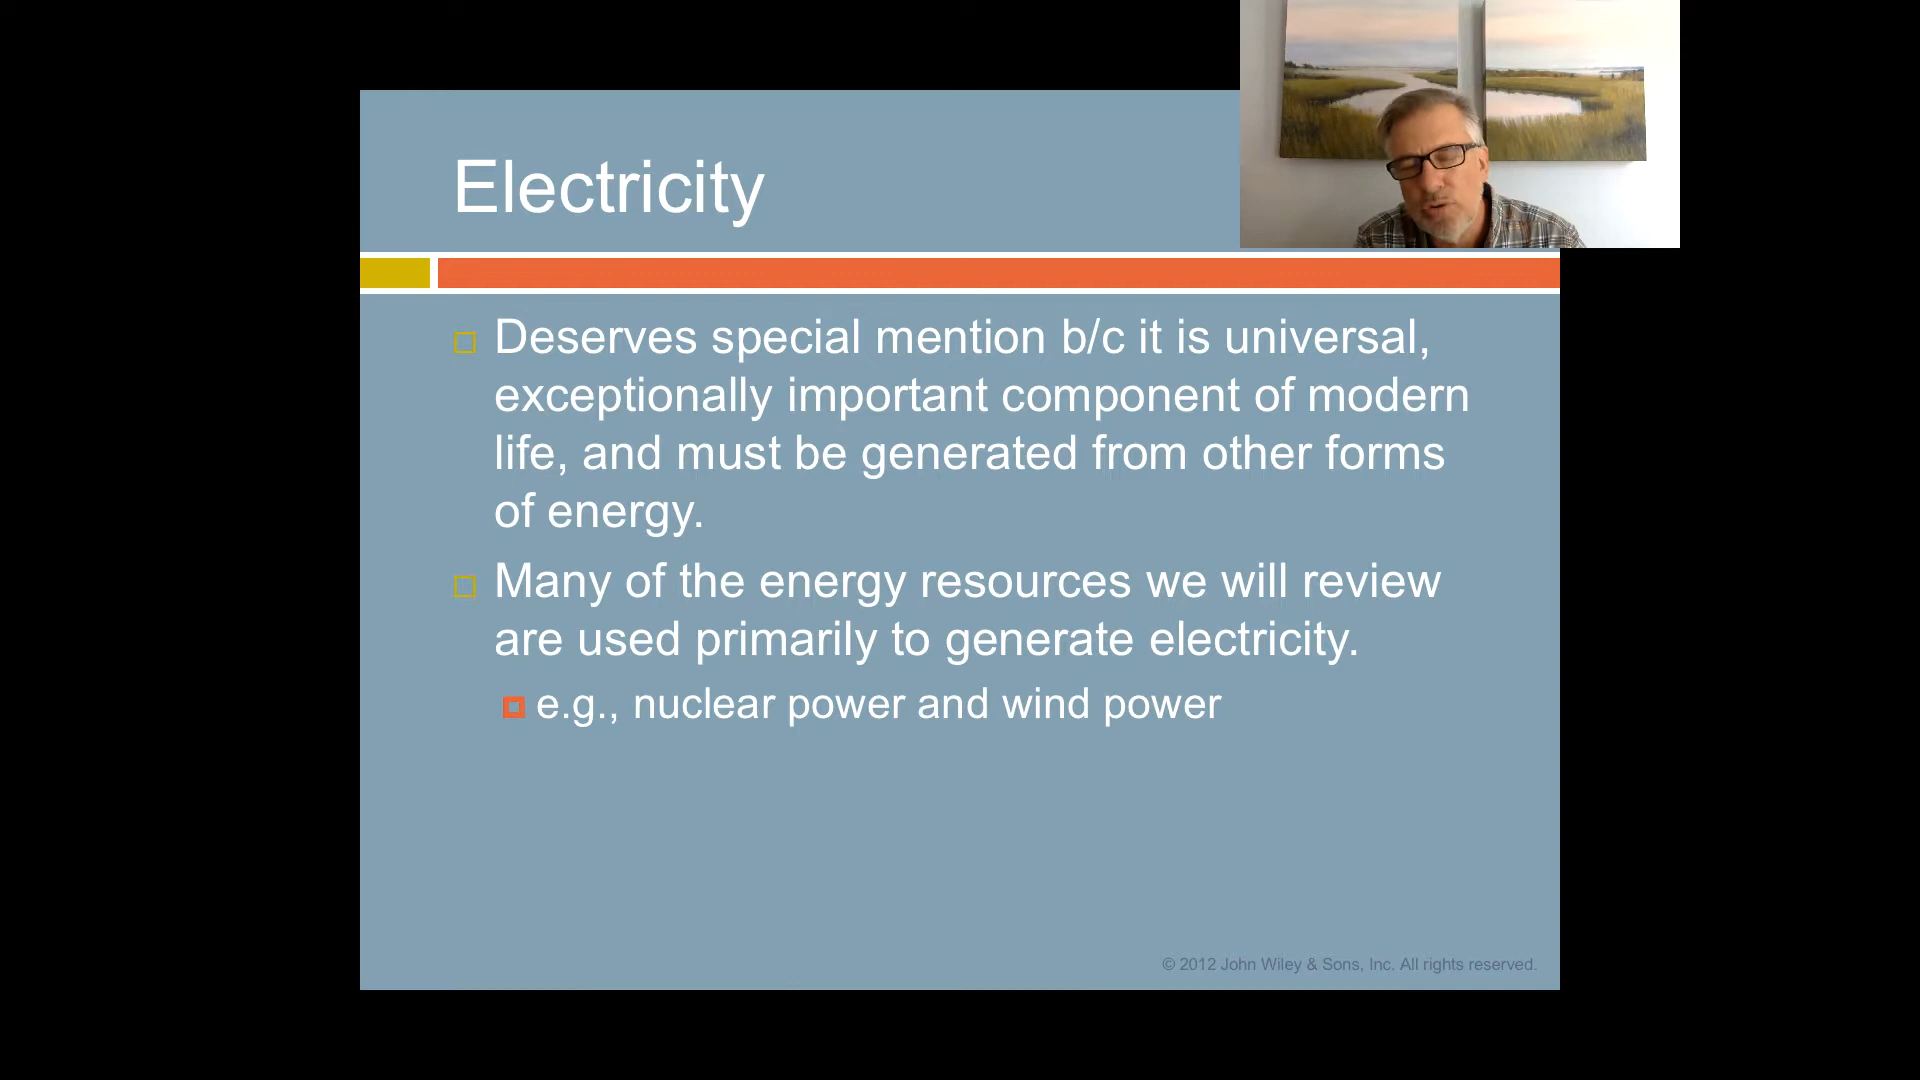 Electricity
Deserves special mention b/c it is universal,
exceptionally important component of modern
life, and must be generated from other forms
of energy.
Many of the energy resources we will review
are used primarily to generate electricity.
e.g., nuclear power and wind power
© 2012 John Wiley & Sons, Inc. All rights reserved.